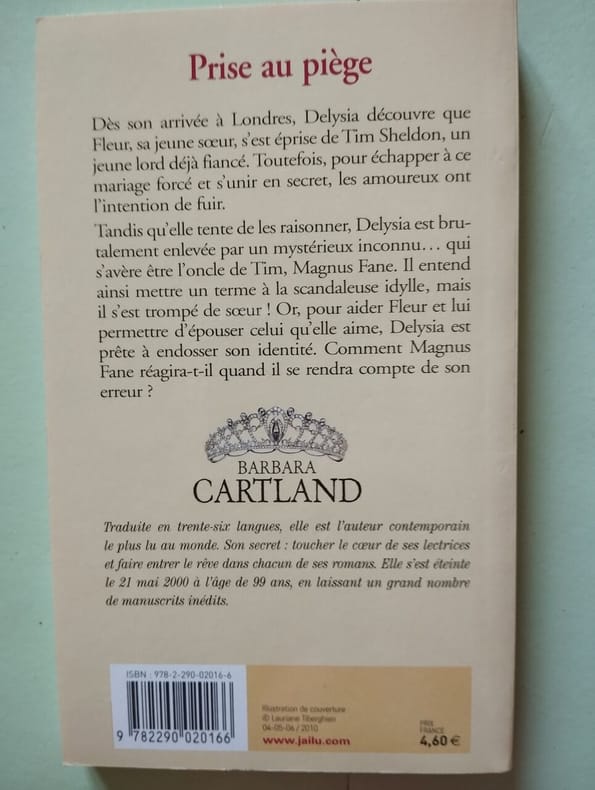 Prise au piège
Dès son arrivée à Londres, Delysia découvre que
Fleur, sa jeune sœur, s'est éprise de Tim Sheldon, un
jeune lord déjà fiancé. Toutefois, pour échapper à ce
mariage forcé et s'unir en secret, les amoureux ont
l'intention de fuir.
Tandis qu'elle tente de les raisonner, Delysia est bru-
talement enlevée par un mystérieux inconnu... qui
s'avère être l'oncle de Tim, Magnus Fane. Il entend
ainsi mettre un terme à la scandaleuse idylle, mais
il s'est trompé de sœur ! Or, pour aider Fleur et lui
permettre d'épouser celui qu'elle aime, Delysia est
prête à endosser son identité. Comment Magnus
Fane réagira-t-il quand il se rendra compte de son
erreur ?
BARBARA
CARTLAND
Traduite en trente-six langues, elle est l'auteur contemporain
le plus lu au monde. Son secret : toucher le cœur de ses lectrices
et faire entrer le rêve dans chacun de ses romans. Elle s'est éteinte
le 21 mai 2000 à l'âge de 99 ans, en laissant un grand nombre
de manuscrits inédits.
ISBN : 978-2-290-02016-6
9 782290 020166
Illustration de couverture
© Lauriane Tiberghien
04-05-06 / 2010
www.jailu.com
PRIX
FRANCE
4,60 €